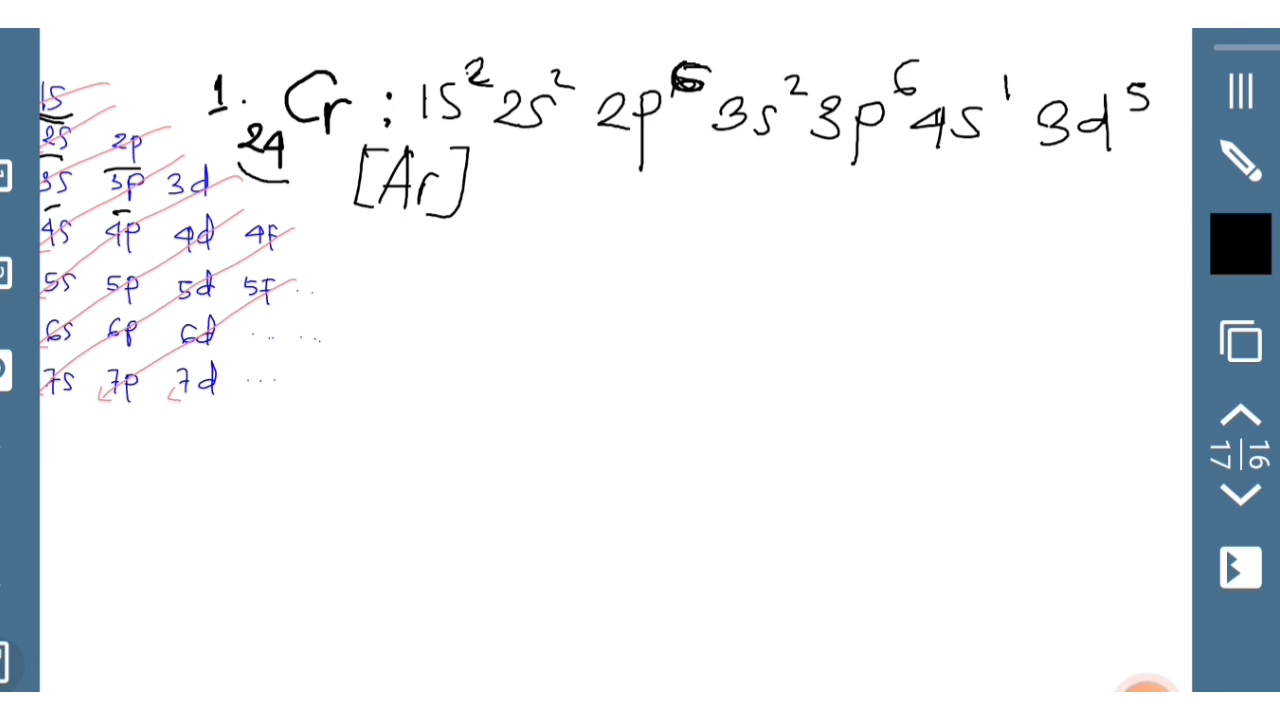 1. Cr : 1s² 2s² 2p⁶ 3s² 3p⁶ 4s¹ 3d⁵
24
[Ar]
1s
2s 2p
3s 3p 3d
4s 4p 4d 4f
5s 5p 5d 5f ..
6s 6p 6d ... ...
7s 7p 7d ...
16
17